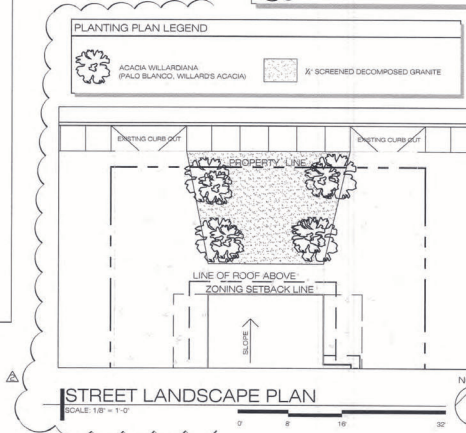 PLANTING PLAN LEGEND
ACACIA WILLARDIANA
(PALO BLANCO, WILLARD'S ACACIA)
SCREENED DECOMPOSED GRANITE
EXISTING CURB CUT
EXISTING CURB CUT
PROPERTY LINE
LINE OF ROOF ABOVE
ZONING SETBACK LINE
SLOPE
STREET LANDSCAPE PLAN
SCALE: 1/8" = 1'-0"
0' 8' 16' 32'
N